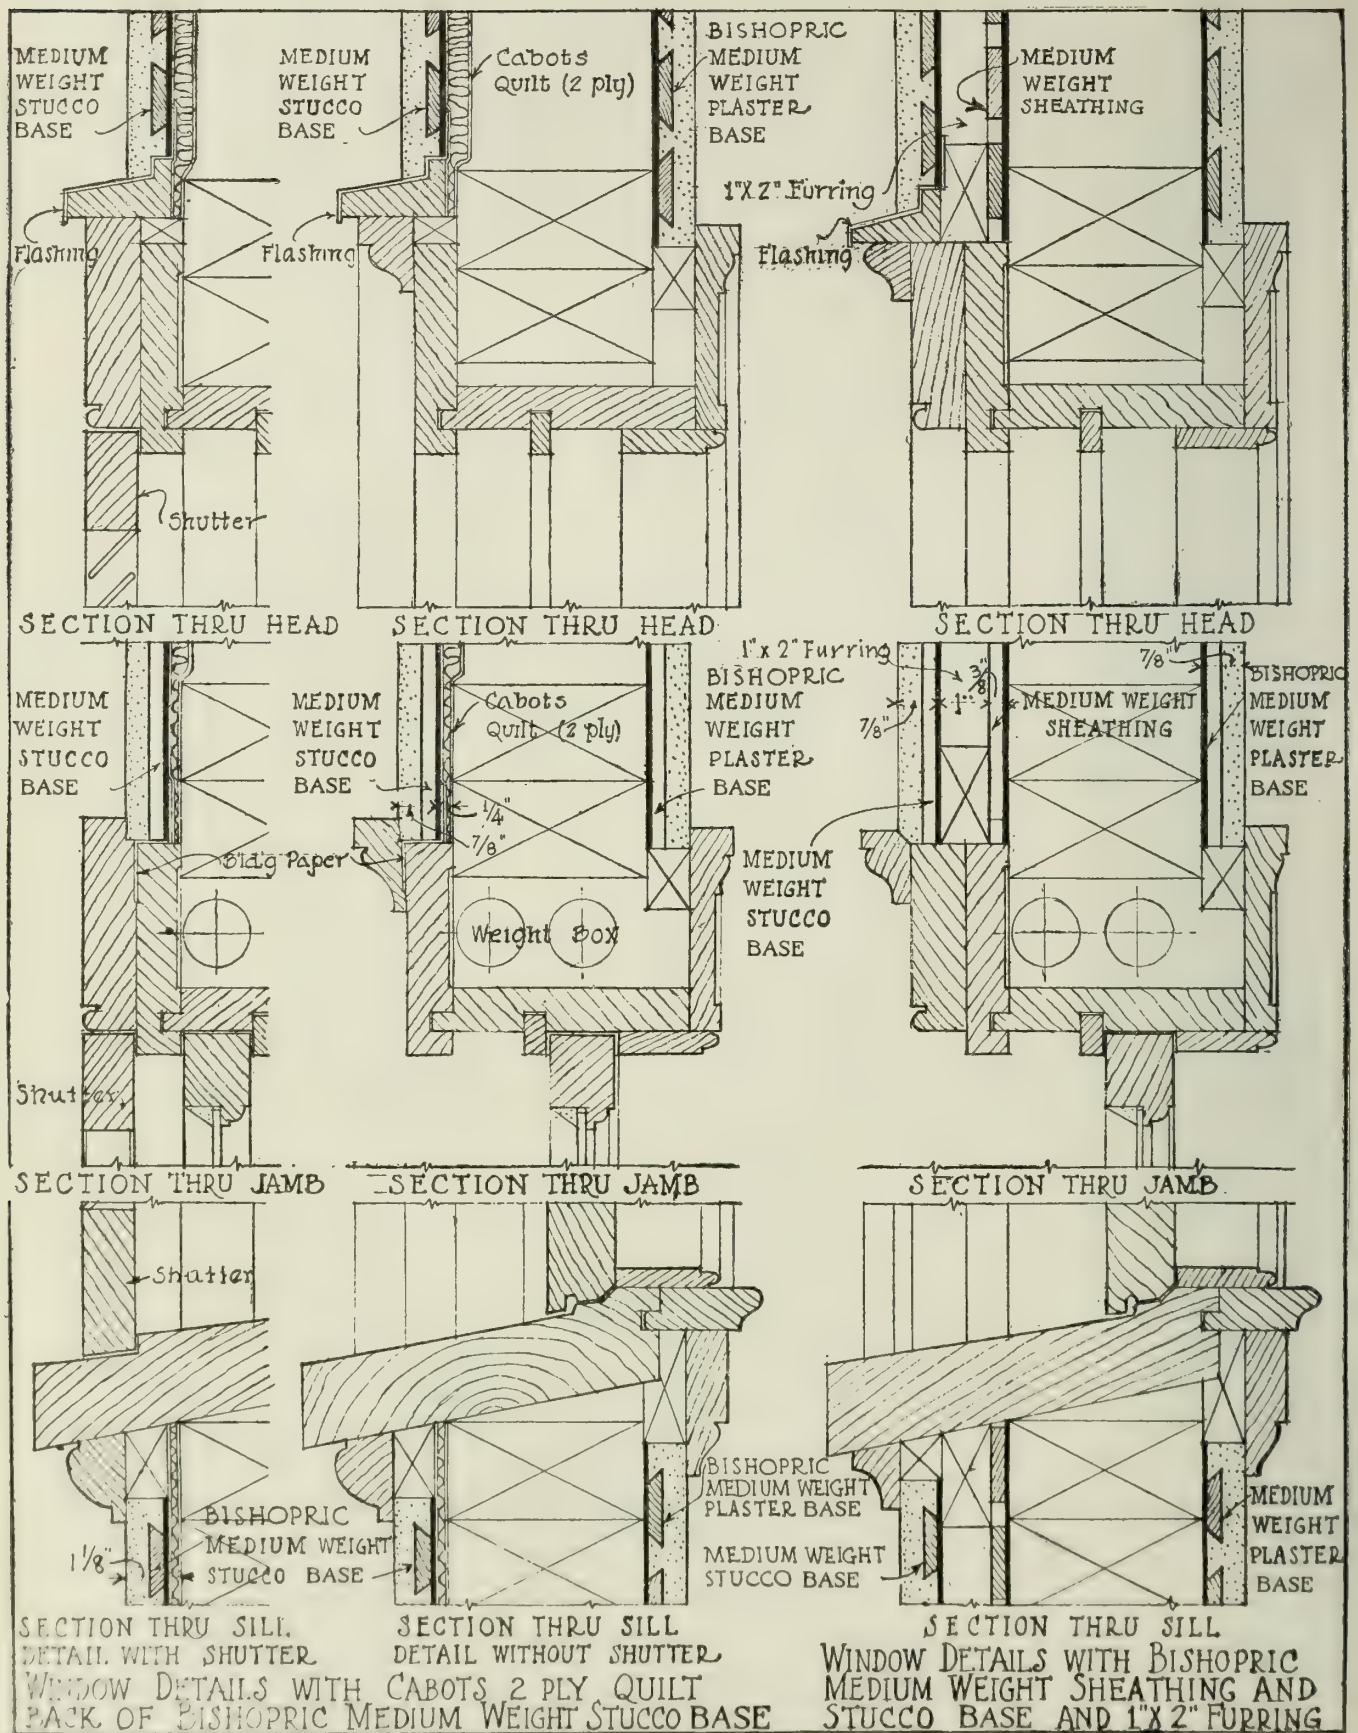 MEDIUM
WEIGHT
STUCCO
BASE
Flashing
Shutter
MEDIUM
WEIGHT
STUCCO
BASE
Flashing
Cabots
Quilt (2 ply)
BISHOPRIC
MEDIUM
WEIGHT
PLASTER
BASE
1"X 2" Furring
Flashing
MEDIUM
WEIGHT
SHEATHING
SECTION THRU HEAD
SECTION THRU HEAD
SECTION THRU HEAD
MEDIUM
WEIGHT
STUCCO
BASE
Shutter
MEDIUM
WEIGHT
STUCCO
BASE
Cabots
Quilt (2 ply)
1/4"
7/8"
Bld'g Paper
Weight Box
1"x 2" Furring
BISHOPRIC
MEDIUM
WEIGHT
PLASTER
BASE
MEDIUM
WEIGHT
STUCCO
BASE
7/8"
1"
3/8"
MEDIUM WEIGHT
SHEATHING
7/8"
BISHOPRIC
MEDIUM
WEIGHT
PLASTER
BASE
SECTION THRU JAMB
SECTION THRU JAMB
SECTION THRU JAMB
Shutter
1 1/8"
BISHOPRIC
MEDIUM WEIGHT
STUCCO BASE
BISHOPRIC
MEDIUM WEIGHT
PLASTER BASE
MEDIUM WEIGHT
STUCCO BASE
MEDIUM
WEIGHT
PLASTER
BASE
SECTION THRU SILL
DETAIL WITH SHUTTER
SECTION THRU SILL
DETAIL WITHOUT SHUTTER
WINDOW DETAILS WITH CABOTS 2 PLY QUILT
BACK OF BISHOPRIC MEDIUM WEIGHT STUCCO BASE
SECTION THRU SILL
WINDOW DETAILS WITH BISHOPRIC
MEDIUM WEIGHT SHEATHING AND
STUCCO BASE AND 1"X 2" FURRING